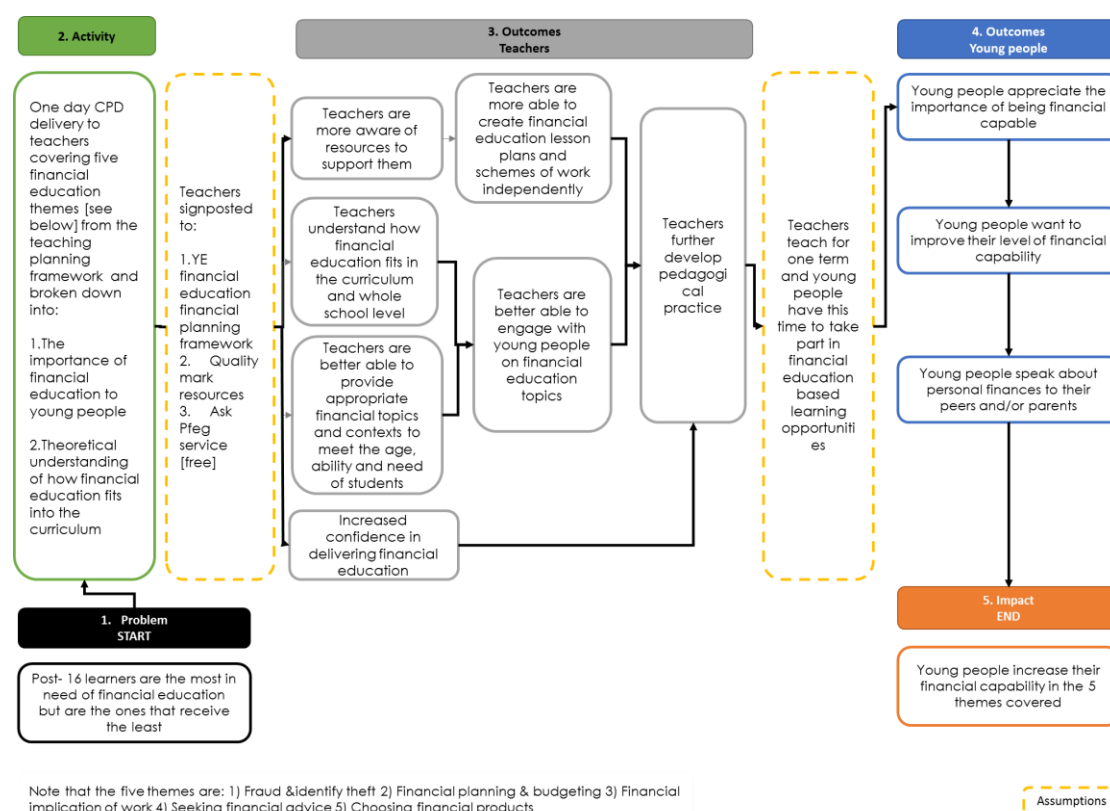 2. Activity
3. Outcomes
Teachers
4. Outcomes
Young people
One day CPD
delivery to
teachers
covering five
financial
education
themes [see
below] from the
teaching
planning
framework and
broken down
into:
1.The
importance of
financial
education to
young people
2.Theoretical
understanding
of how financial
education fits
into the
curriculum
Teachers
signposted
to:
1.YE
financial
education
financial
planning
framework
2. Quality
mark
resources
3. Ask
Pfeg
service
[free]
Teachers are
more aware of
resources to
support them
Teachers are
more able to
create financial
education lesson
plans and
schemes of work
independently
Teachers
understand how
financial
education fits in
the curriculum
and whole
school level
Teachers are
better able to
provide
appropriate
financial topics
and contexts to
meet the age,
ability and need
of students
Teachers are
better able to
engage with
young people
on financial
education
topics
Increased
confidence in
delivering financial
education
Teachers
further
develop
pedagogi
cal
practice
Teachers
teach for
one term
and young
people
have this
time to take
part in
financial
education
based
learning
opportuniti
es
Young people appreciate the
importance of being financial
capable
Young people want to
improve their level of financial
capability
Young people speak about
personal finances to their
peers and/or parents
1. Problem
START
Post- 16 learners are the most in
need of financial education
but are the ones that receive
the least
5. Impact
END
Young people increase their
financial capability in the 5
themes covered
Note that the five themes are: 1) Fraud &identify theft 2) Financial planning & budgeting 3) Financial
implication of work 4) Seeking financial advice 5) Choosing financial products
Assumptions